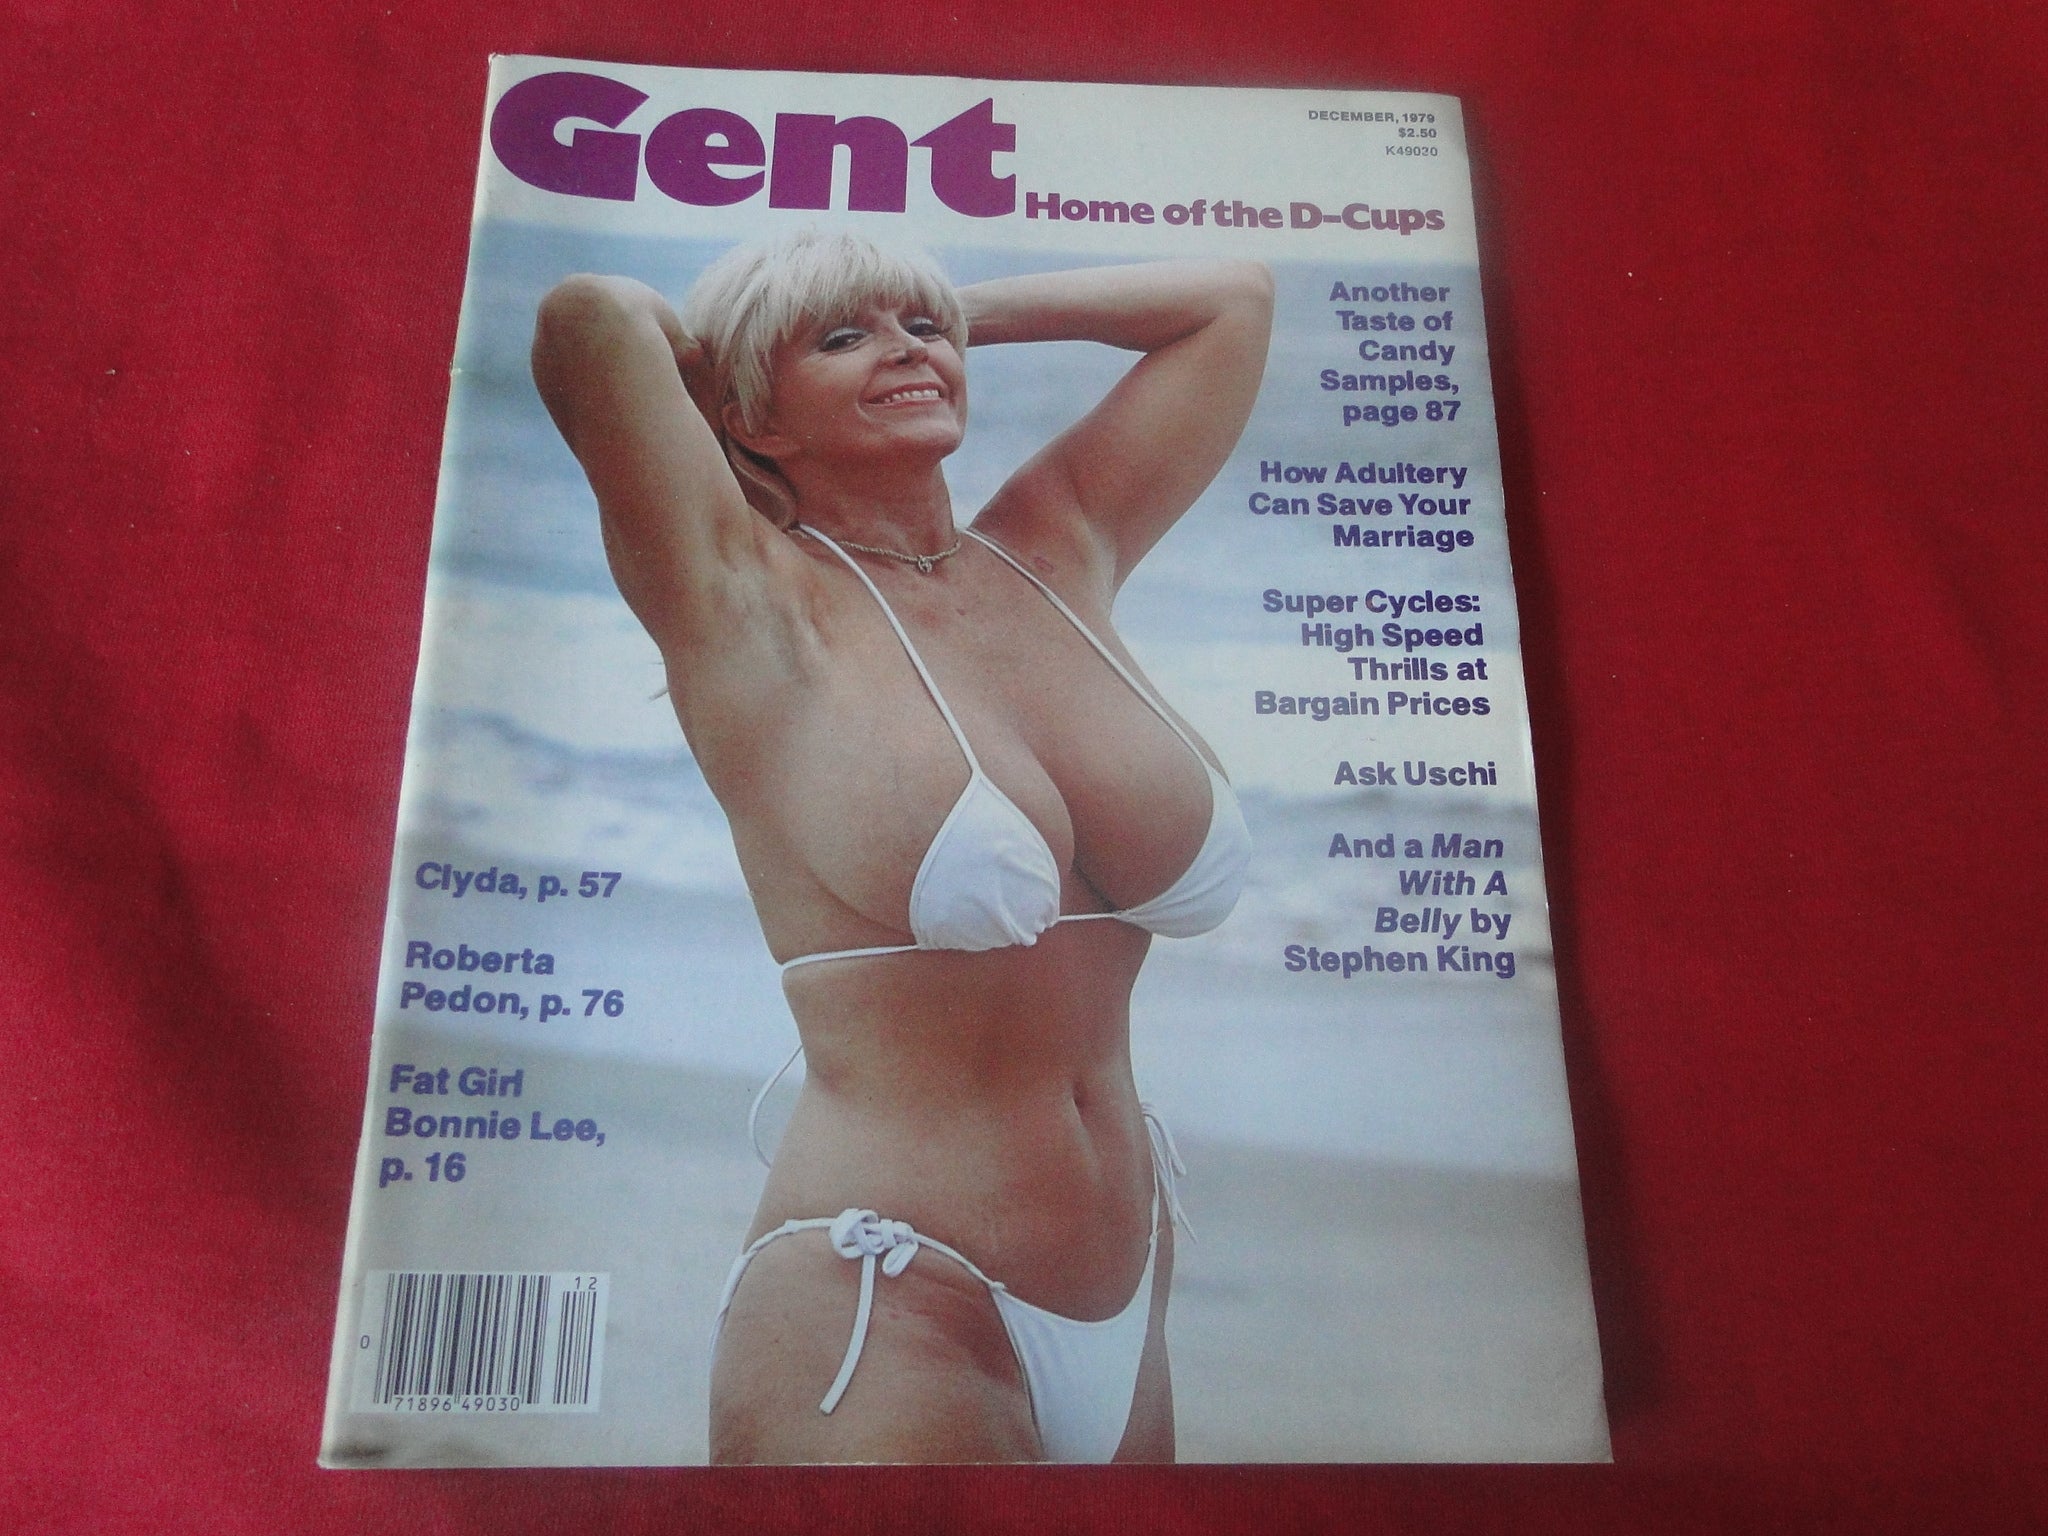 Gent
Home of the D-Cups
DECEMBER, 1979
$2.50
K49030
Another
Taste of
Candy
Samples,
page 87
How Adultery
Can Save Your
Marriage
Super Cycles:
High Speed
Thrills at
Bargain Prices
Ask Uschi
And a Man
With A
Belly by
Stephen King
Clyda, p. 57
Roberta
Pedon, p. 76
Fat Girl
Bonnie Lee,
p. 16
12
0
71896 49030